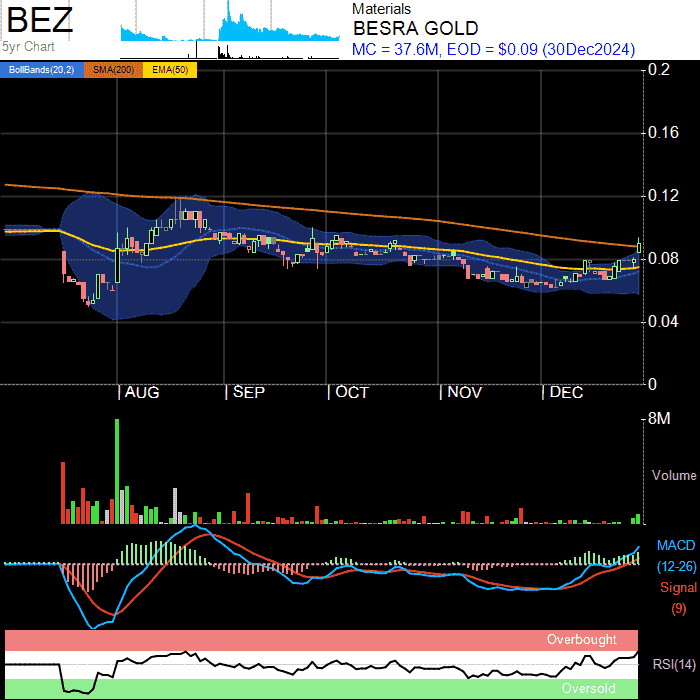 BEZ
5yr Chart
Materials
BESRA GOLD
MC = 37.6M, EOD = $0.09 (30Dec2024)
BollBands(20,2) SMA(200) EMA(50)
0.2
0.16
0.12
0.08
0.04
0
AUG SEP OCT NOV DEC
8M
Volume
MACD
(12-26)
Signal
(9)
Overbought
RSI(14)
Oversold